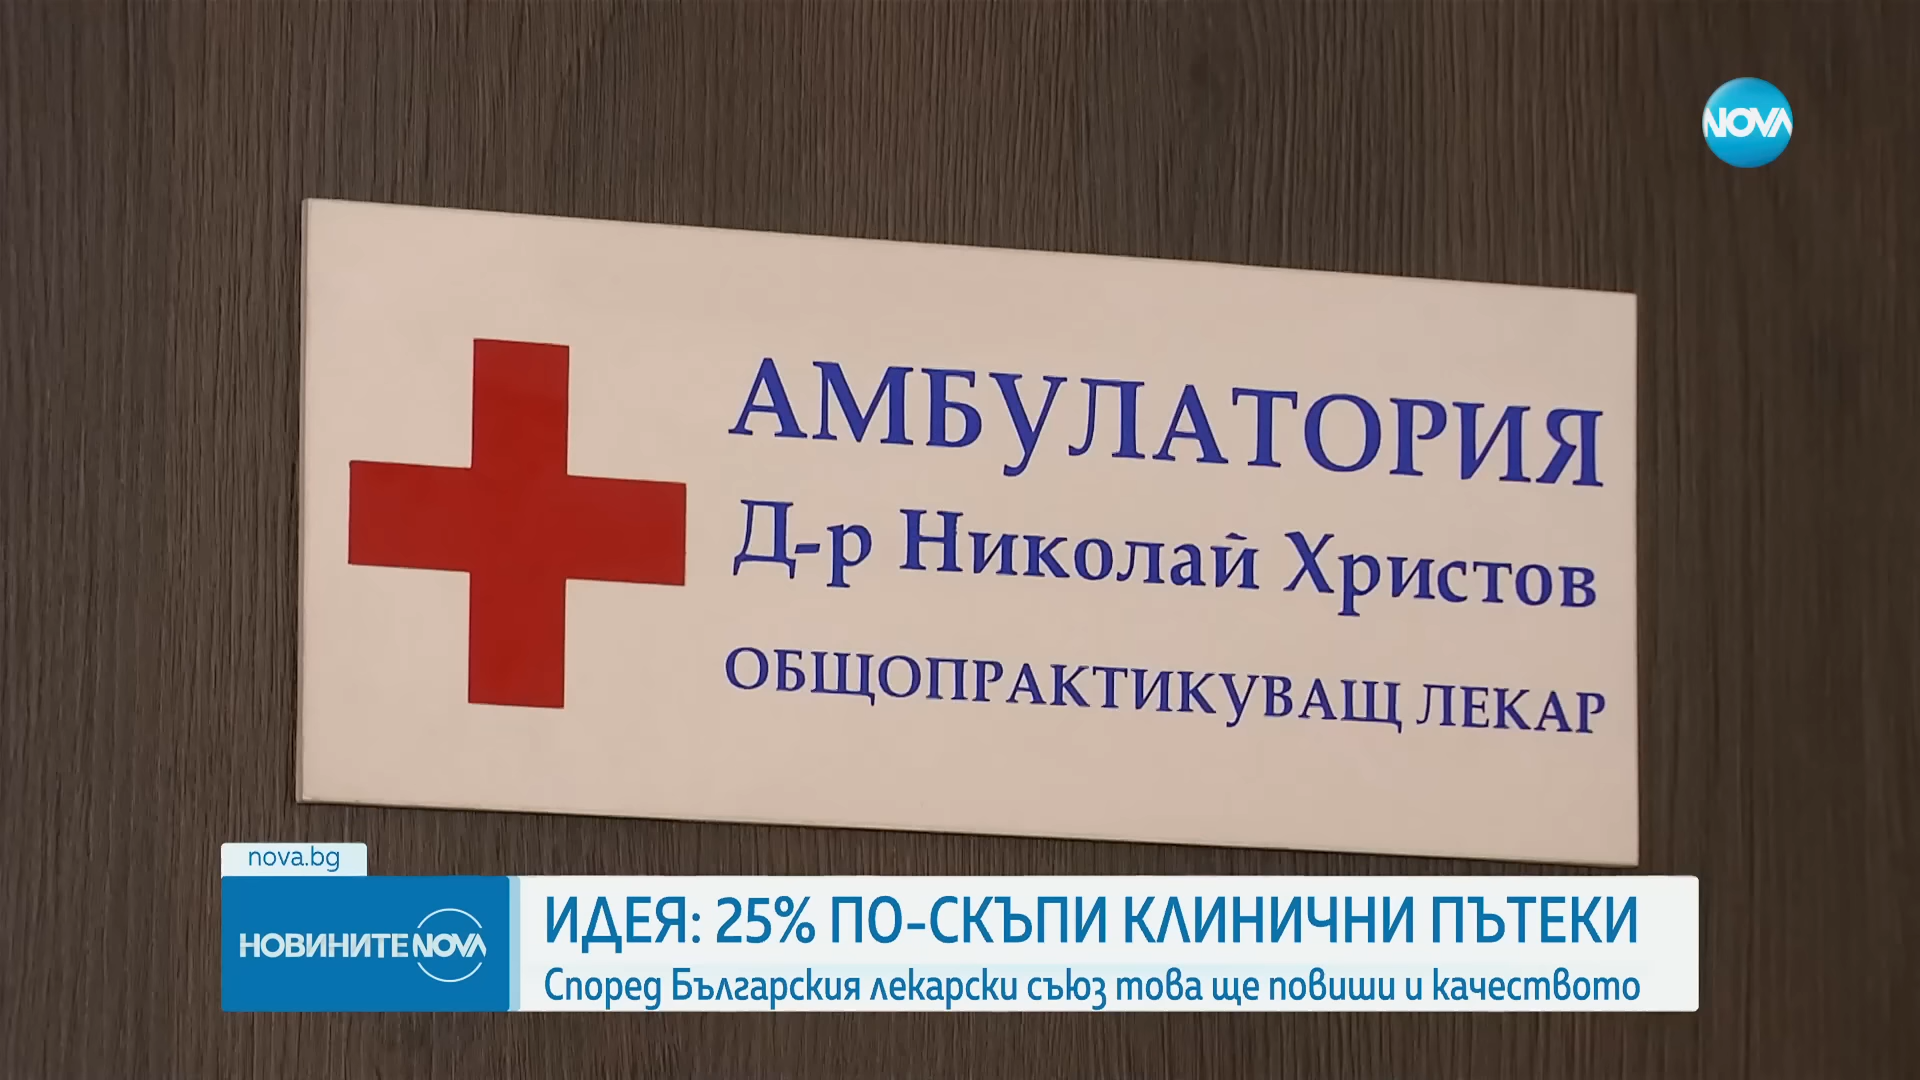 NOVA
АМБУЛАТОРИЯ
Д-р Николай Христов
ОБЩОПРАКТИКУВАЩ ЛЕКАР
nova.bg
НОВИНИТЕ NOVA
ИДЕЯ: 25% ПО-СКЪПИ КЛИНИЧНИ ПЪТЕКИ
Според Българския лекарски съюз това ще повиши и качеството